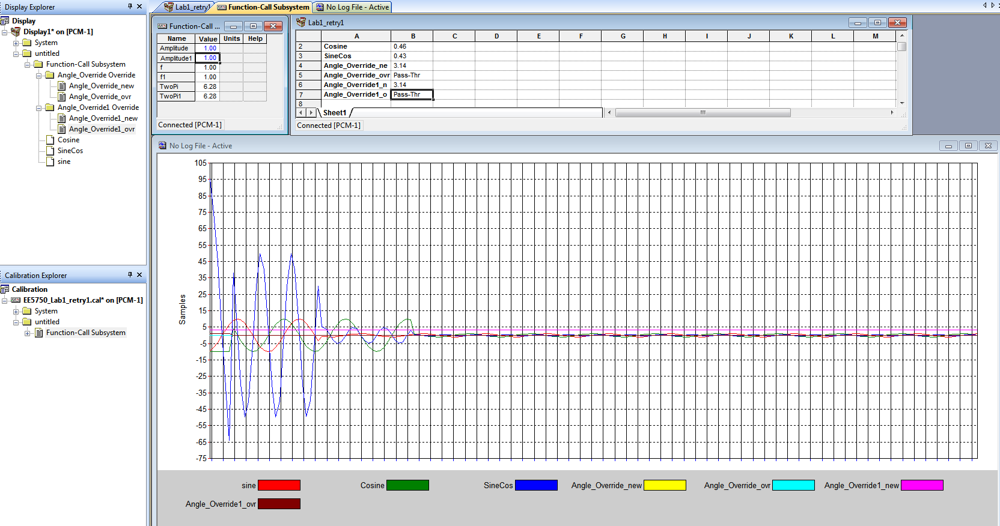 Display Explorer
Display
Display1* on [PCM-1]
System
untitled
Function-Call Subsystem
Angle_Override Override
Angle_Override_new
Angle_Override_ovr
Angle_Override1 Override
Angle_Override1_new
Angle_Override1_ovr
Cosine
SineCos
sine
Calibration Explorer
Calibration
EE5750_Lab1_retry1.cal* on [PCM-1]
System
untitled
Function-Call Subsystem
Lab1_retry1 Function-Call Subsystem No Log File - Active
Function-Call ...
Name Value Units Help
Amplitude 1.00
Amplitude1 1.00
f 1.00
f1 1.00
TwoPi 6.28
TwoPi1 6.28
Connected [PCM-1]
Lab1_retry1
A B C D E F G H I J K L M
2 Cosine 0.46
3 SineCos 0.43
4 Angle_Override_ne 3.14
5 Angle_Override_ovr Pass-Thr
6 Angle_Override1_n 3.14
7 Angle_Override1_o Pass-Thr
8
Sheet1
Connected [PCM-1]
No Log File - Active
105
95
85
75
65
55
45
35
25
15
5
-5
-15
-25
-35
-45
-55
-65
-75
Samples
sine Cosine SineCos Angle_Override_new Angle_Override_ovr Angle_Override1_new
Angle_Override1_ovr